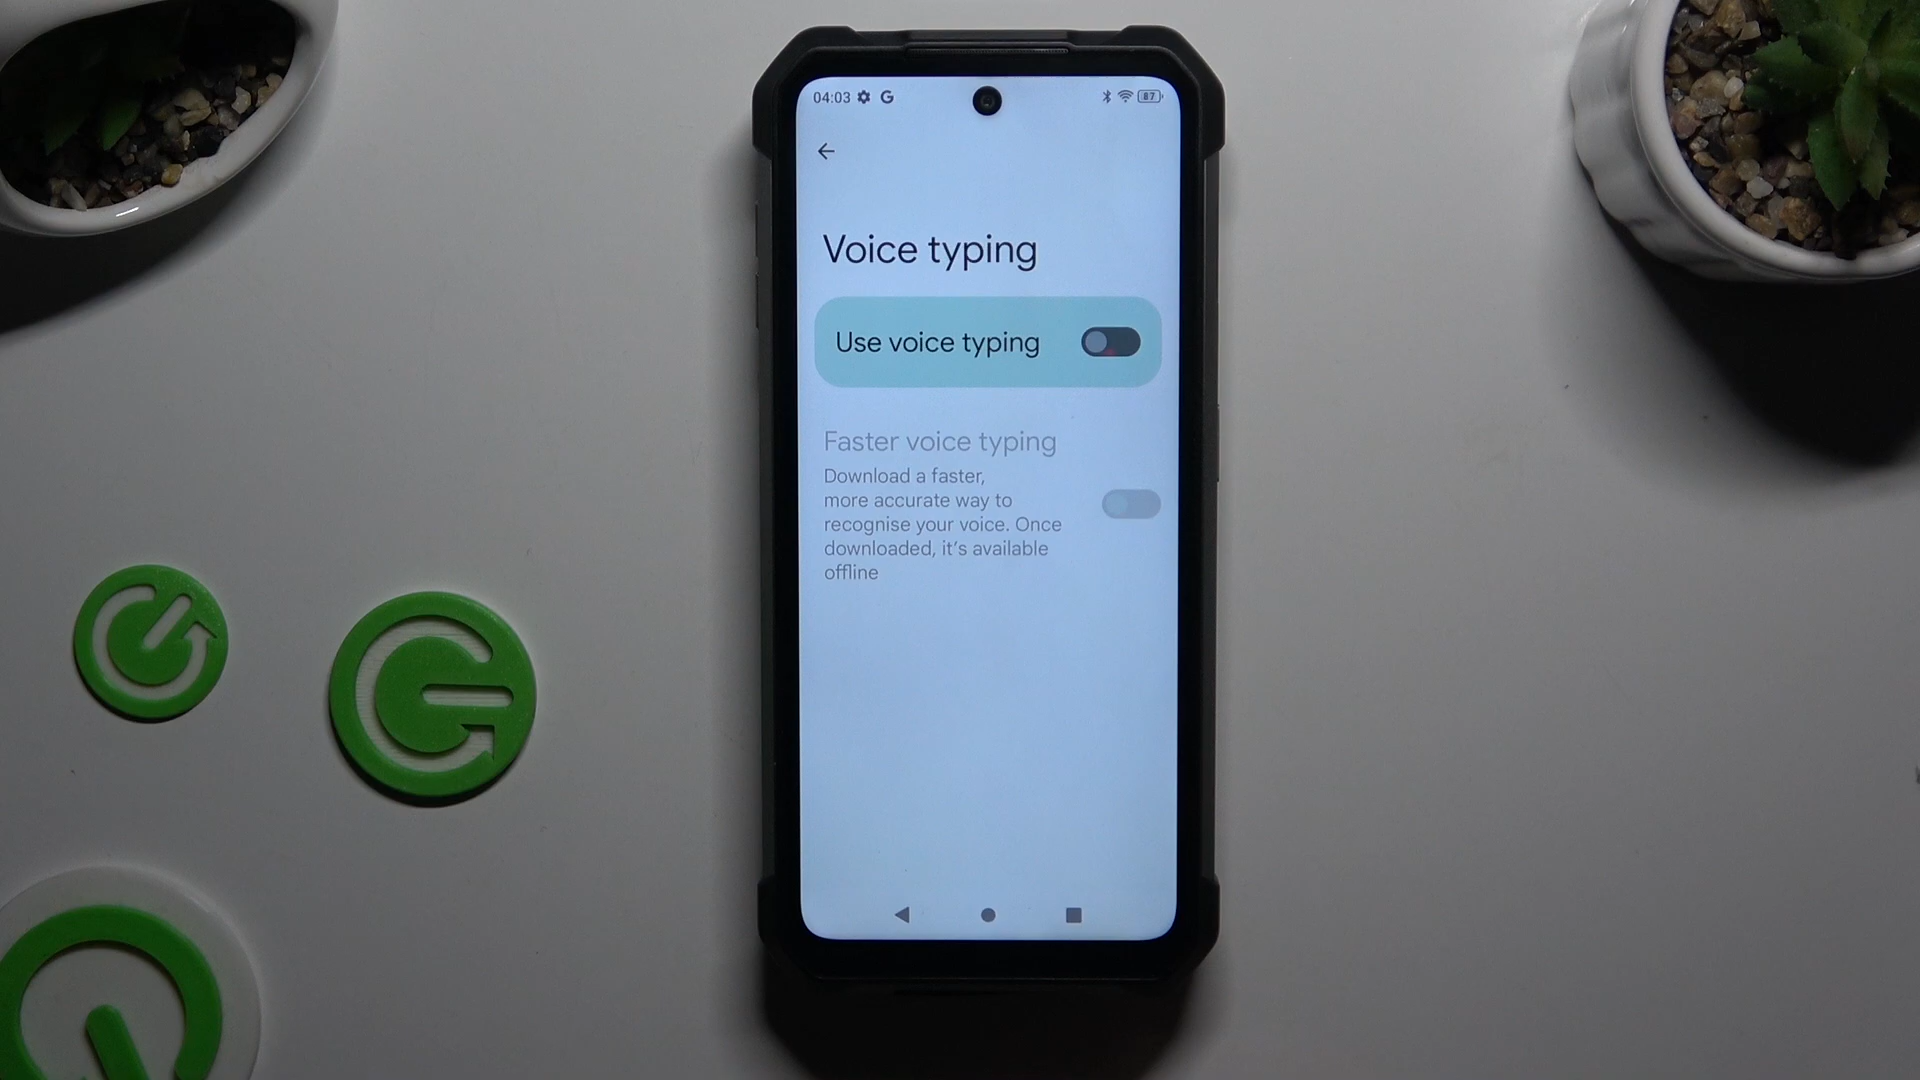 04:03 G 87
Voice typing
Use voice typing
Faster voice typing
Download a faster,
more accurate way to
recognise your voice. Once
downloaded, it's available
offline